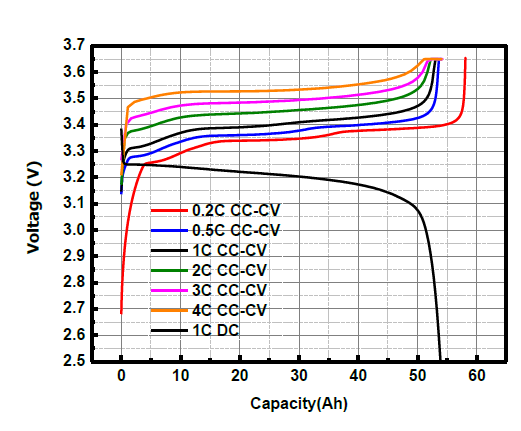 3.7
3.6
3.5
3.4
3.3
3.2
3.1
3.0
2.9
2.8
2.7
2.6
2.5
Voltage (V)
0.2C CC-CV
0.5C CC-CV
1C CC-CV
2C CC-CV
3C CC-CV
4C CC-CV
1C DC
0 10 20 30 40 50 60
Capacity(Ah)